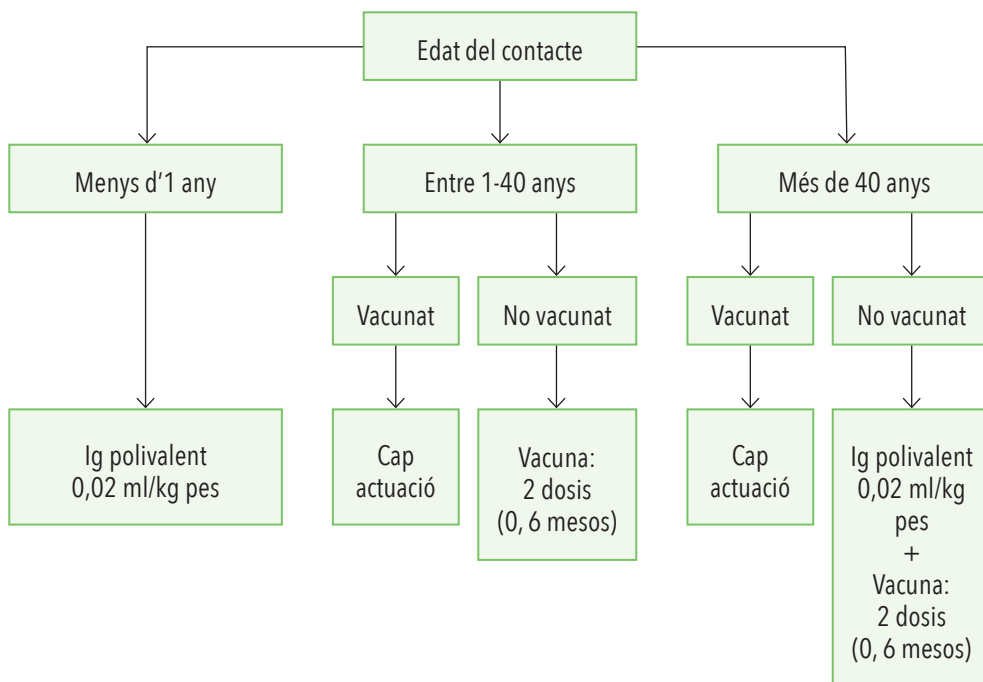 Edat del contacte
Menys d'1 any
Entre 1-40 anys
Més de 40 anys
Vacunat
No vacunat
Vacunat
No vacunat
Ig polivalent
0,02 ml/kg pes
Cap
actuació
Vacuna:
2 dosis
(0, 6 mesos)
Cap
actuació
Ig polivalent
0,02 ml/kg
pes
+
Vacuna:
2 dosis
(0, 6 mesos)